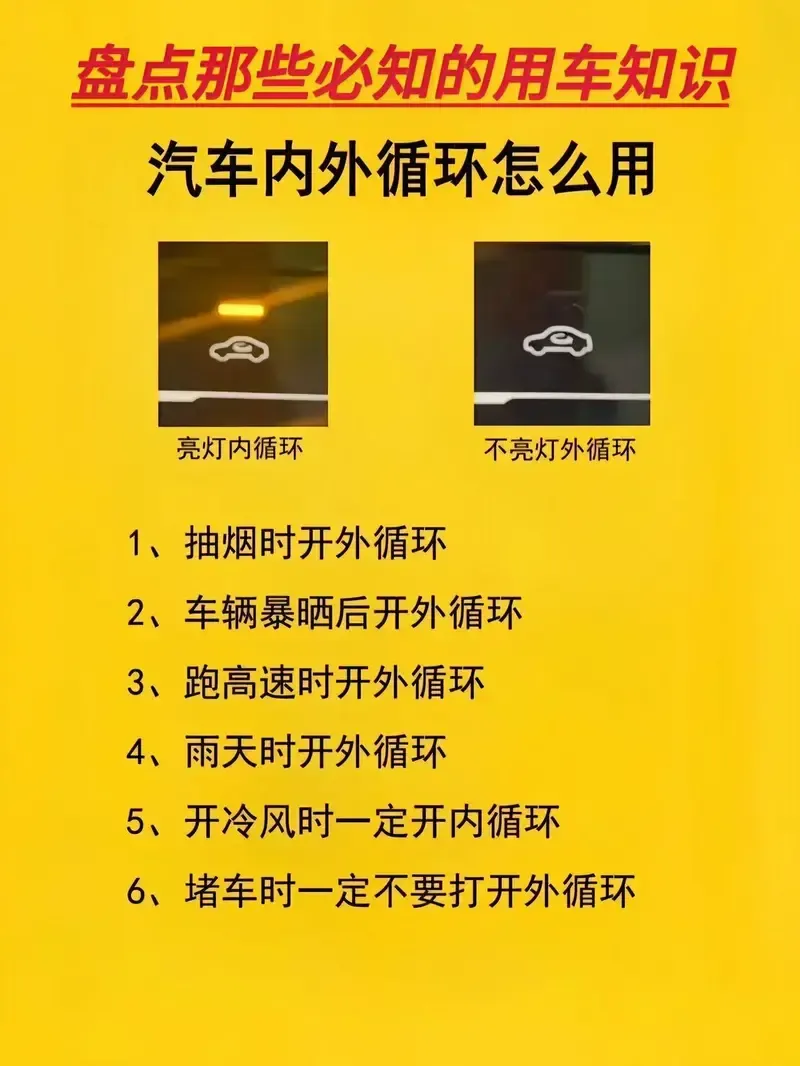 盘点那些必知的用车知识
汽车内外循环怎么用
亮灯内循环
不亮灯外循环
1、抽烟时开外循环
2、车辆暴晒后开外循环
3、跑高速时开外循环
4、雨天时开外循环
5、开冷风时一定开内循环
6、堵车时一定不要打开外循环